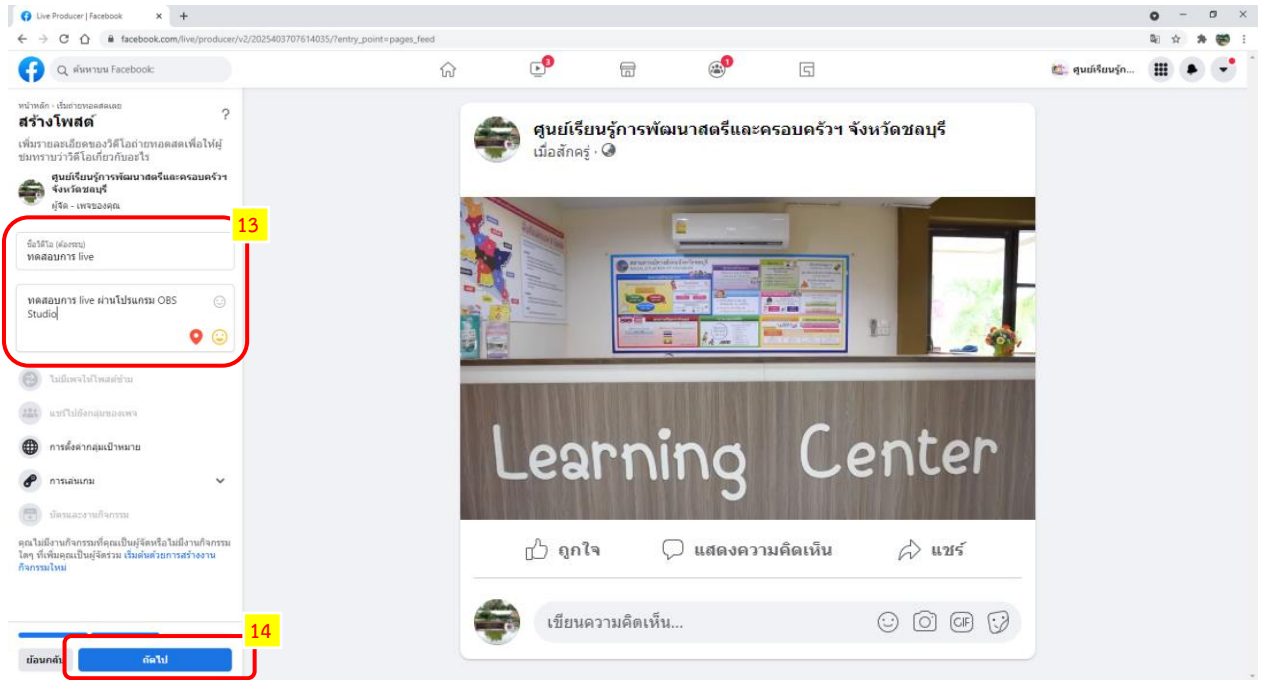 Live Producer | Facebook
facebook.com/live/producer/v2/2025403707614035/?entry_point=pages_feed
ค้นหาบน Facebook
3
1
ศูนย์เรียนรู้ก...
หน้าหลัก · เริ่มถ่ายทอดสดเลย
สร้างโพสต์
?
เพิ่มรายละเอียดของวิดีโอถ่ายทอดสดเพื่อให้ผู้
ชมทราบว่าวิดีโอเกี่ยวกับอะไร
ศูนย์เรียนรู้การพัฒนาสตรีและครอบครัวฯ
จังหวัดชลบุรี
ผู้จัด - เพจของคุณ
13
ชื่อวิดีโอ (ต้องระบุ)
ทดสอบการ live
ทดสอบการ live ผ่านโปรแกรม OBS
Studio
ไม่มีเพจให้โพสต์ข้าม
แชร์ไปยังกลุ่มของเพจ
การตั้งค่ากลุ่มเป้าหมาย
การเล่นเกม
บัตรและงานกิจกรรม
คุณไม่มีงานกิจกรรมที่คุณเป็นผู้จัดหรือไม่มีงานกิจกรรม
ใดๆ ที่เพิ่มคุณเป็นผู้จัดร่วม เริ่มต้นด้วยการสร้างงาน
กิจกรรมใหม่
14
ย้อนกลับ
ถัดไป
ศูนย์เรียนรู้การพัฒนาสตรีและครอบครัวฯ จังหวัดชลบุรี
เมื่อสักครู่ ·
Learning Center
ถูกใจ
แสดงความคิดเห็น
แชร์
เขียนความคิดเห็น...
GIF